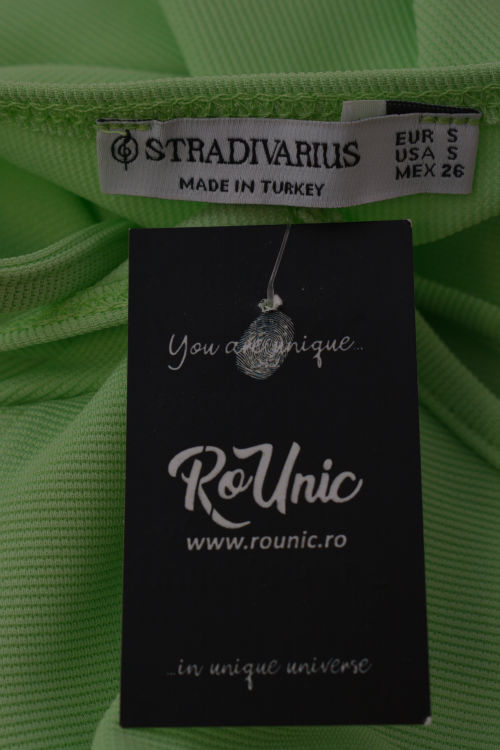 STRADIVARIUS
MADE IN TURKEY
EUR S
USA S
MEX 26
You are unique...
RoUnic
www.rounic.ro
...in unique universe